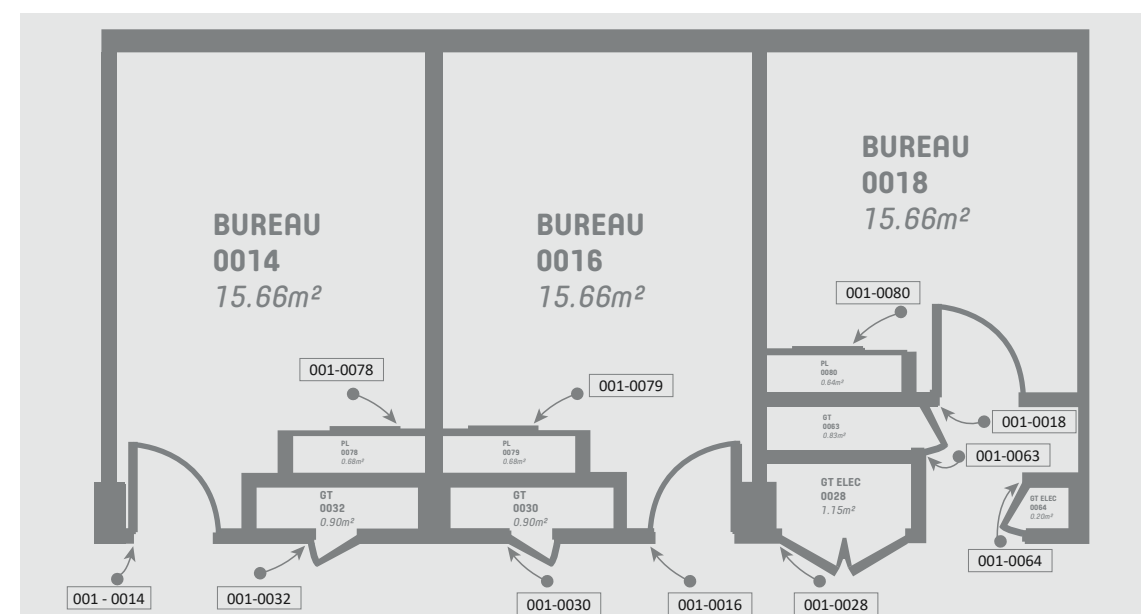 BUREAU
0014
15.66m²
BUREAU
0016
15.66m²
BUREAU
0018
15.66m²
001-0080
PL
0080
0.64m²
001-0078
001-0079
001-0018
GT
0063
0.83m²
PL
0078
0.68m²
PL
0079
0.68m²
001-0063
GT ELEC
0028
1.15m²
GT
0032
0.90m²
GT
0030
0.90m²
GT ELEC
0064
0.20m²
001-0064
001 - 0014
001-0032
001-0030
001-0016
001-0028